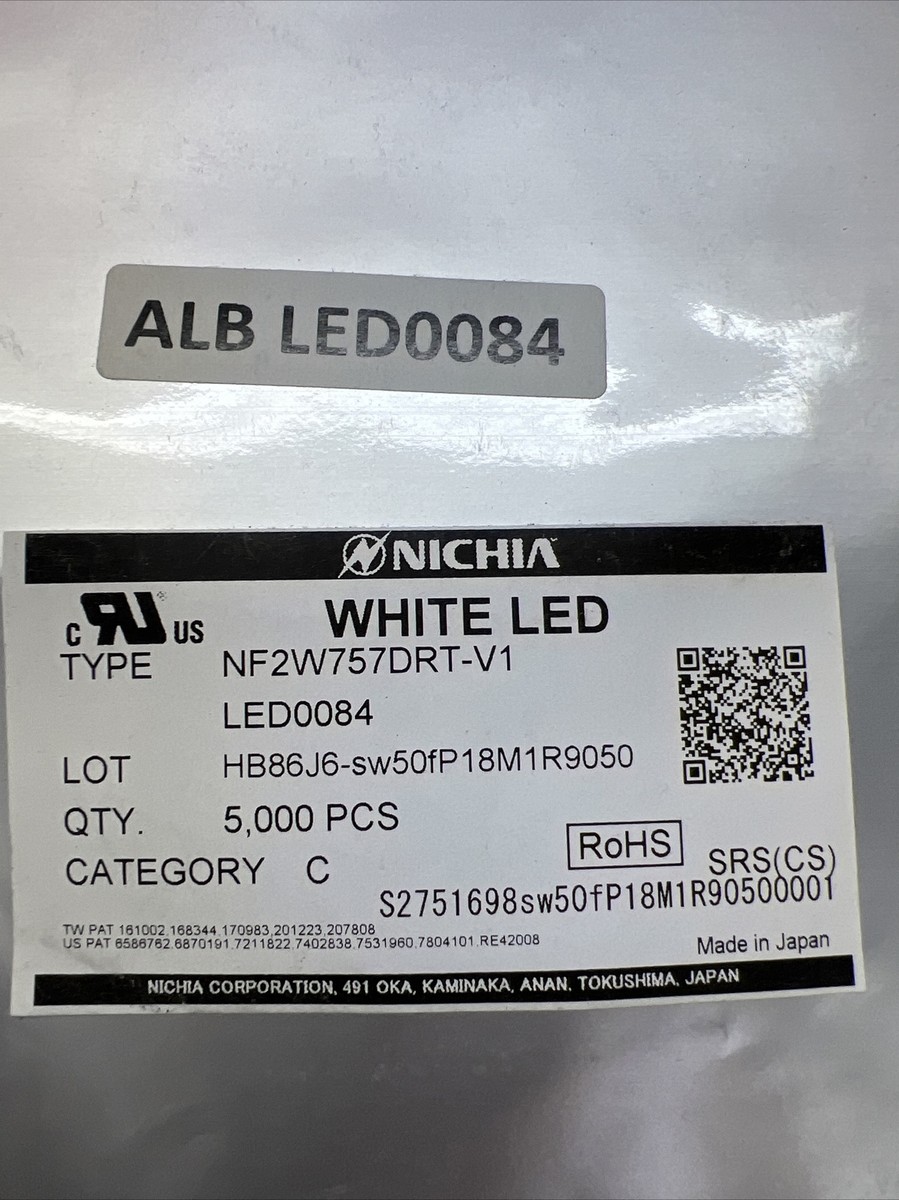 ALB LED0084
NICHIA
c RU US
WHITE LED
TYPE NF2W757DRT-V1
LED0084
LOT HB86J6-sw50fP18M1R9050
QTY. 5,000 PCS
RoHS
CATEGORY C
SRS(CS)
S2751698sw50fP18M1R90500001
TW PAT 161002,168344,170983,201223,207808
US PAT 6586762,6870191,7211822,7402838,7531960,7804101,RE42008
Made in Japan
NICHIA CORPORATION, 491 OKA, KAMINAKA, ANAN, TOKUSHIMA, JAPAN